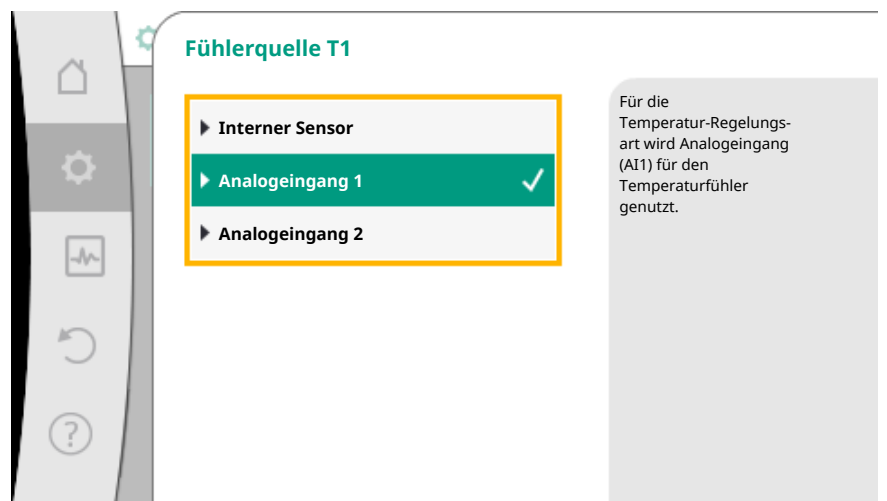 Fühlerquelle T1
Interner Sensor
Analogeingang 1
Analogeingang 2
Für die
Temperatur-Regelungs-
art wird Analogeingang
(AI1) für den
Temperaturfühler
genutzt.
?